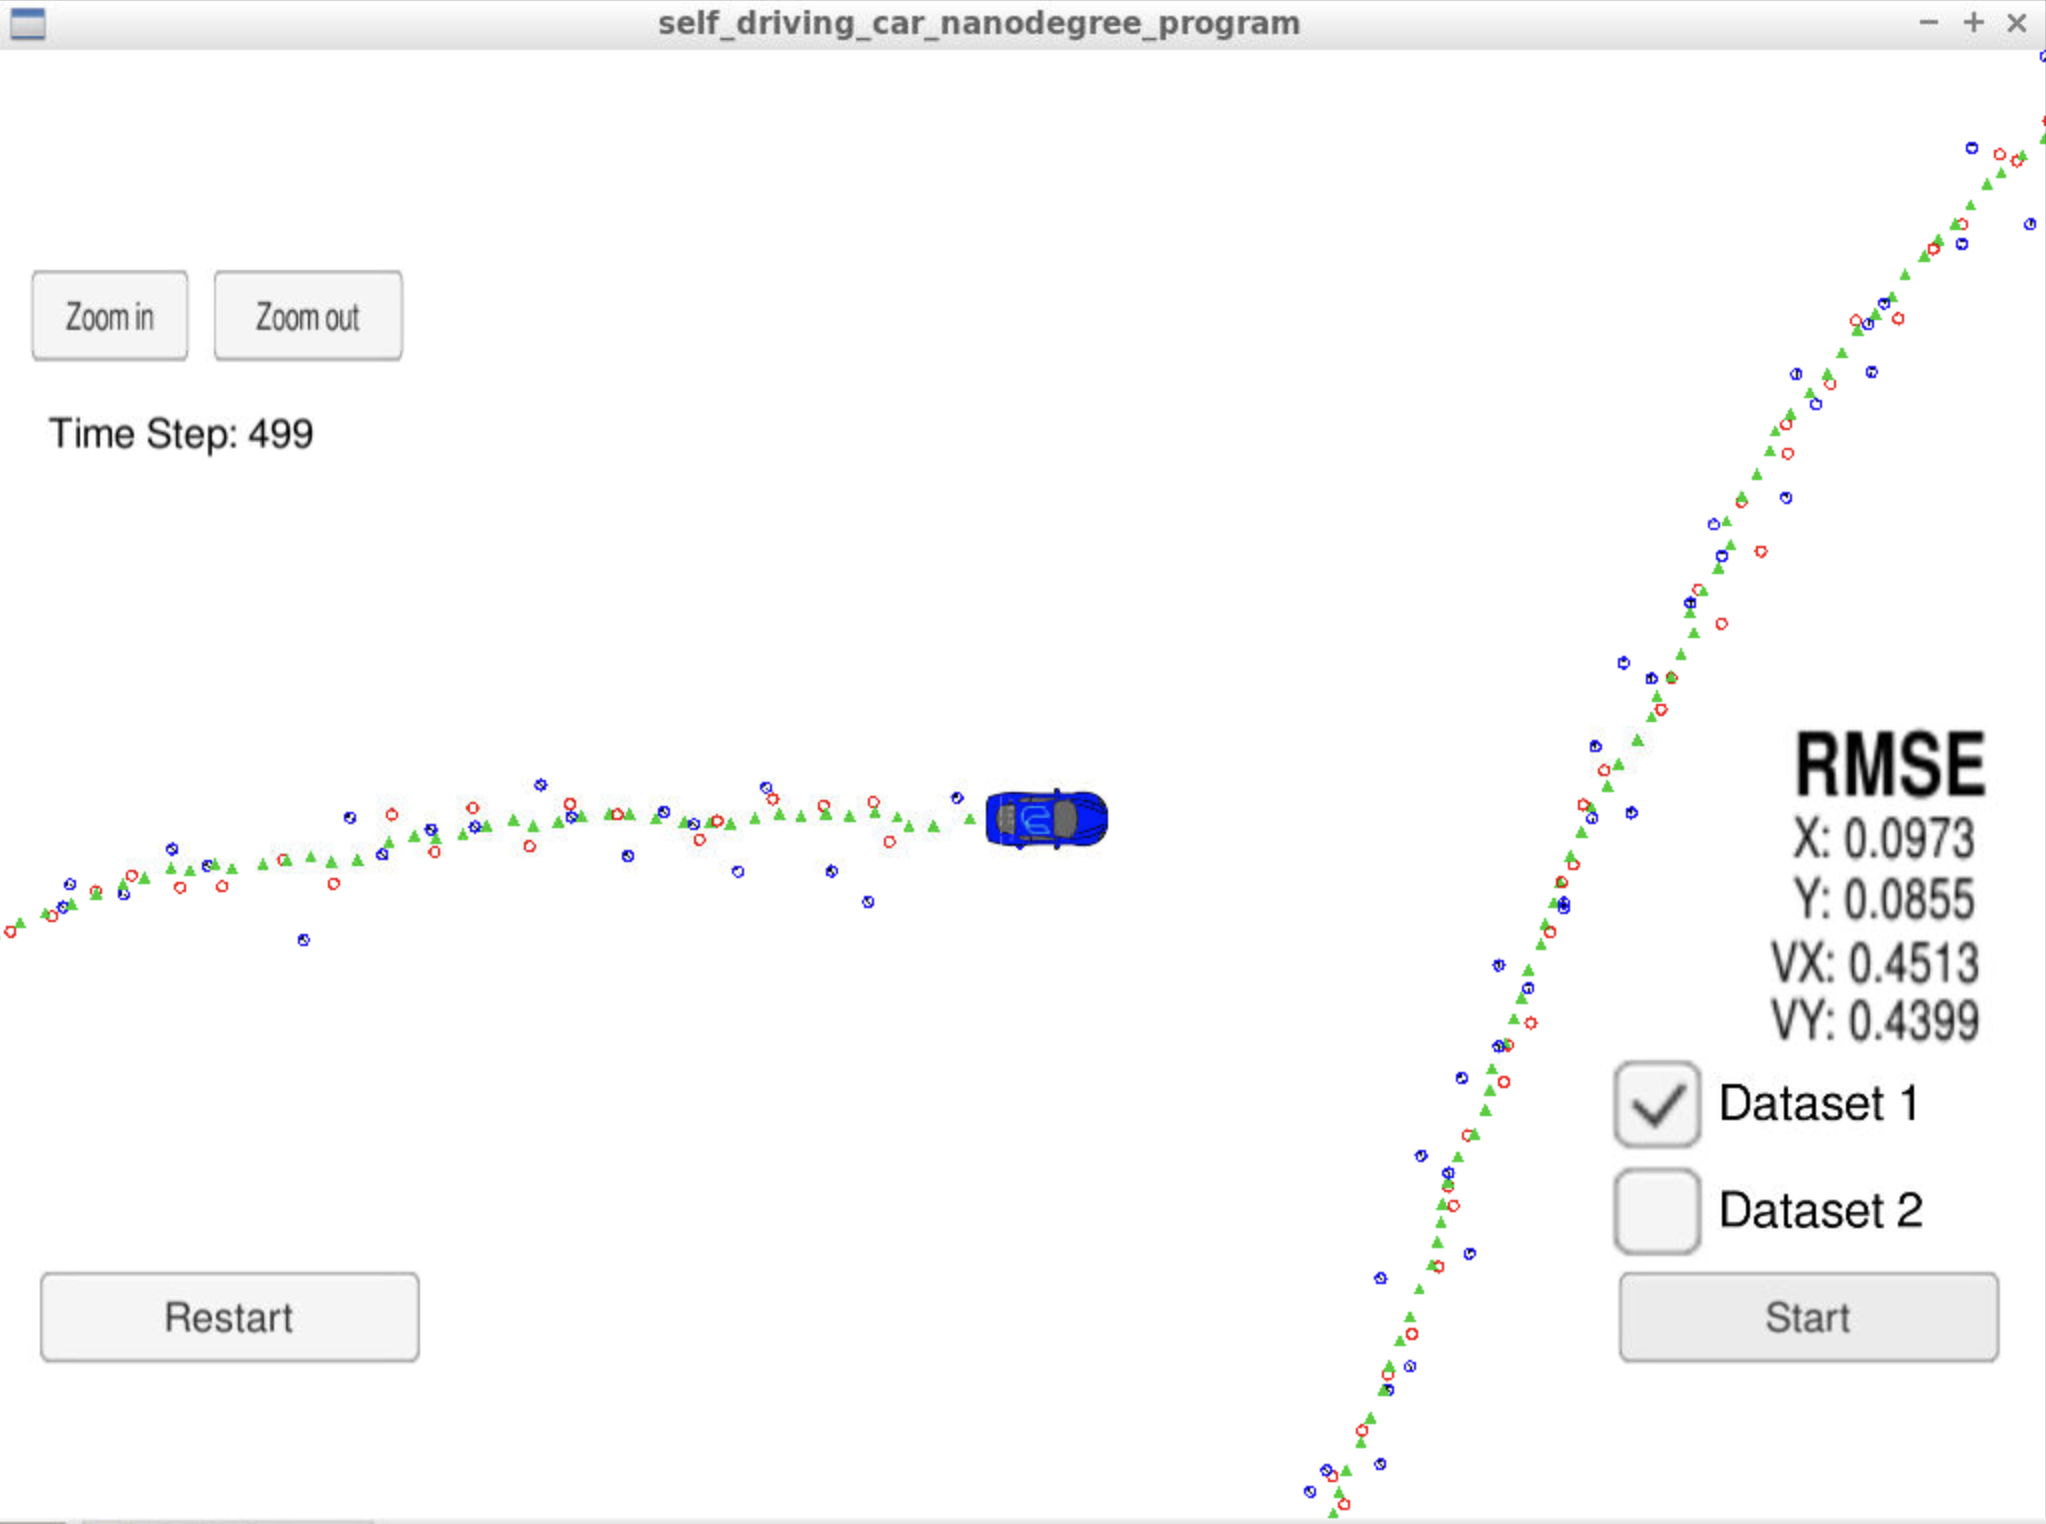 self_driving_car_nanodegree_program
Zoom in
Zoom out
Time Step: 499
RMSE
X: 0.0973
Y: 0.0855
VX: 0.4513
VY: 0.4399
Dataset 1
Dataset 2
Restart
Start